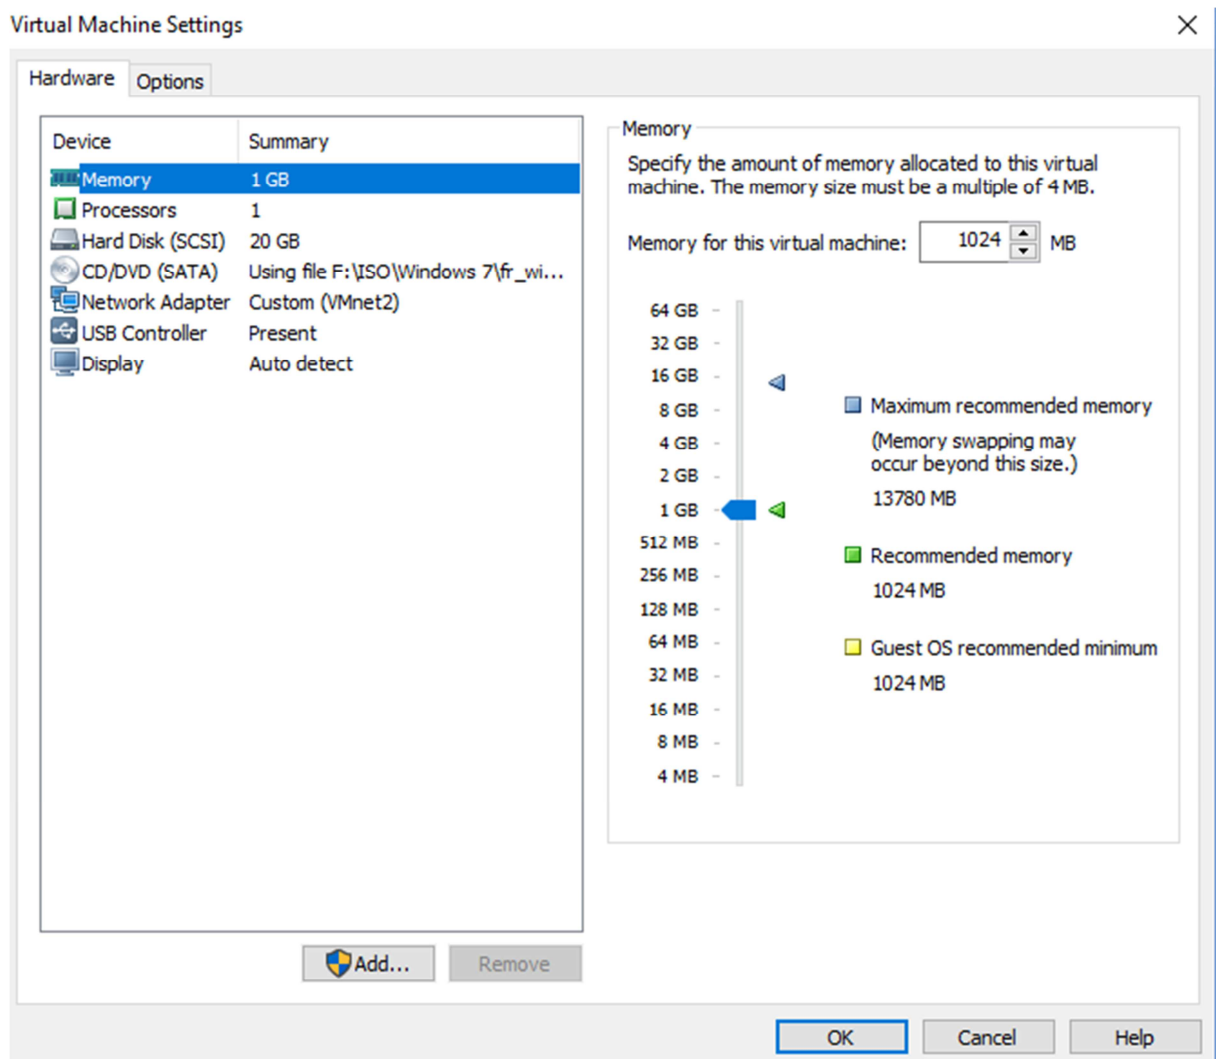 Virtual Machine Settings
Hardware Options
Device Summary
Memory 1 GB
Processors 1
Hard Disk (SCSI) 20 GB
CD/DVD (SATA) Using file F:\ISO\Windows 7\fr_wi...
Network Adapter Custom (VMnet2)
USB Controller Present
Display Auto detect
Add... Remove
Memory
Specify the amount of memory allocated to this virtual
machine. The memory size must be a multiple of 4 MB.
Memory for this virtual machine: 1024 MB
64 GB
32 GB
16 GB
8 GB
4 GB
2 GB
1 GB
512 MB
256 MB
128 MB
64 MB
32 MB
16 MB
8 MB
4 MB
Maximum recommended memory
(Memory swapping may
occur beyond this size.)
13780 MB
Recommended memory
1024 MB
Guest OS recommended minimum
1024 MB
OK Cancel Help